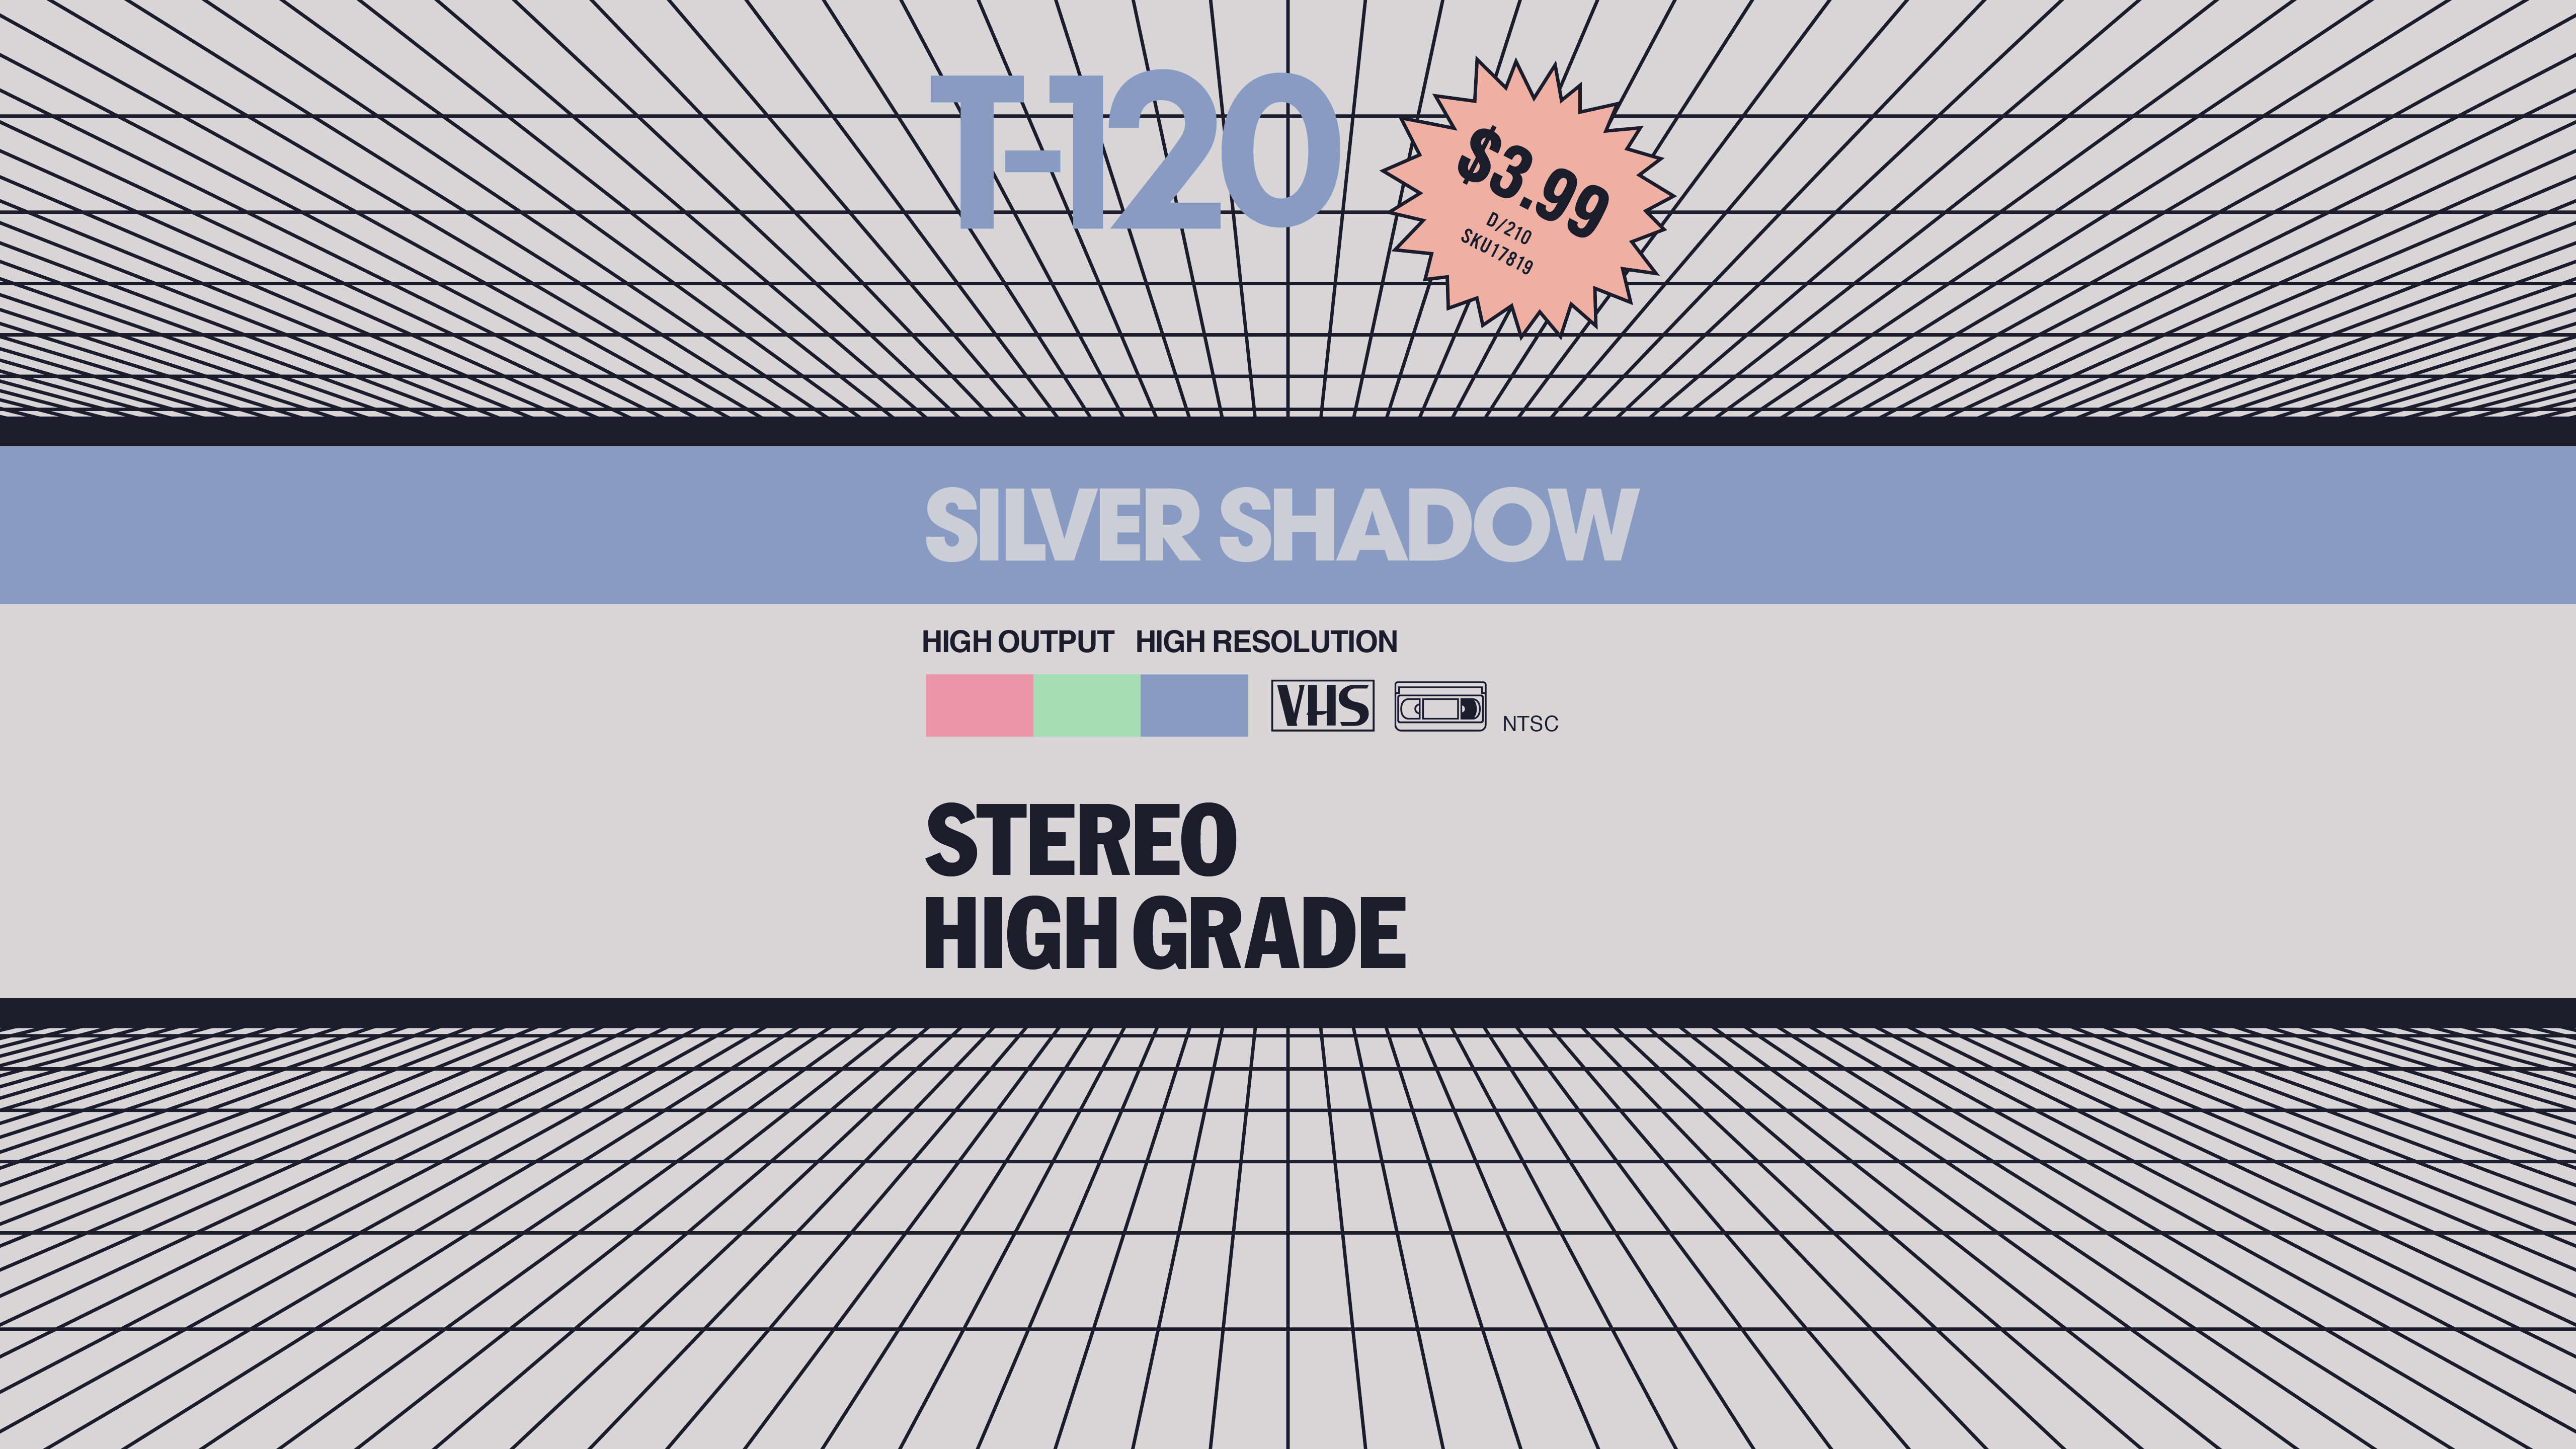 T-120
$3.99
D/210
SKU17819
SILVER SHADOW
HIGH OUTPUT HIGH RESOLUTION
VHS NTSC
STEREO
HIGH GRADE